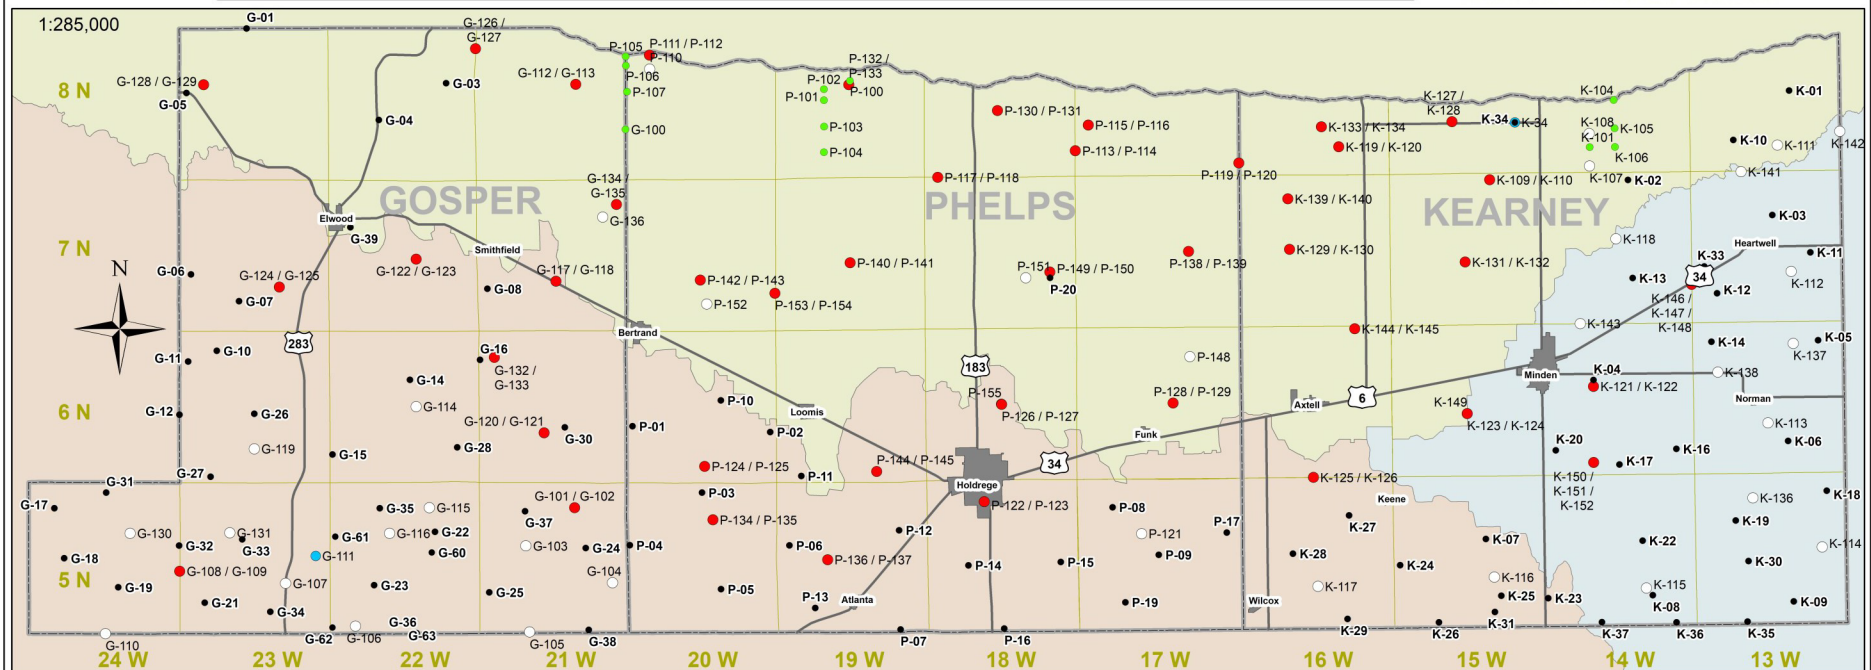 1:285,000
G-01
G-126 /
G-127
P-105
P-111 / P-112
P-110
P-106
P-107
G-100
P-132 /
P-133
P-102
P-100
P-101
P-103
P-104
G-128 / G-129
G-05
G-03
G-04
G-112 / G-113
8 N
P-130 / P-131
P-115 / P-116
P-113 / P-114
P-117 / P-118
P-119 / P-120
K-133 / K-134
K-119 / K-120
K-127 /
K-128
K-34
K-34
K-104
K-108
K-101
K-105
K-106
K-107
K-01
K-10
K-111
K-142
K-141
K-02
K-109 / K-110
K-139 / K-140
G-134 /
G-135
G-136
GOSPER
PHELPS
KEARNEY
Elwood
G-39
Smithfield
7 N
N
G-06
G-07
G-124 / G-125
G-122 / G-123
G-08
G-117 / G-118
P-142 / P-143
P-152
P-153 / P-154
P-140 / P-141
P-151
P-149 / P-150
P-20
P-138 / P-139
K-129 / K-130
K-131 / K-132
K-118
K-03
Heartwell
K-33
K-11
34
K-13
K-12
K-112
K-146 /
K-147 /
K-148
K-143
K-144 / K-145
Bertrand
283
G-10
G-11
G-16
G-132 /
G-133
G-14
G-114
183
P-148
K-14
K-05
K-137
K-138
Minden
K-04
K-121 / K-122
Norman
6 N
G-12
G-26
G-119
G-120 / G-121
G-30
G-28
G-15
P-01
P-10
P-02
Loomis
P-155
P-126 / P-127
P-128 / P-129
Axtell
6
K-149
K-123 / K-124
K-113
K-06
K-20
K-16
K-17
K-150 /
K-151 /
K-152
Funk
34
G-27
G-31
G-17
P-124 / P-125
P-11
P-144 / P-145
Holdrege
P-122 / P-123
K-125 / K-126
Keene
K-18
K-136
K-19
G-101 / G-102
G-37
G-35
G-115
G-116
G-22
G-60
G-61
G-130
G-131
G-33
G-32
G-111
G-103
G-24
P-03
P-134 / P-135
P-04
P-06
P-12
P-136 / P-137
P-08
P-121
P-17
P-09
K-27
K-28
K-24
K-07
K-22
K-114
K-30
5 N
G-18
G-19
G-108 / G-109
G-21
G-107
G-23
G-25
G-104
P-05
P-14
P-15
P-13
Atlanta
P-19
Wilcox
K-117
K-116
K-25
K-23
K-115
K-08
K-09
G-34
G-62
G-106
G-36
G-63
G-105
G-38
G-110
P-07
P-16
K-29
K-26
K-31
K-37
K-36
K-35
24 W
23 W
22 W
21 W
20 W
19 W
18 W
17 W
16 W
15 W
14 W
13 W